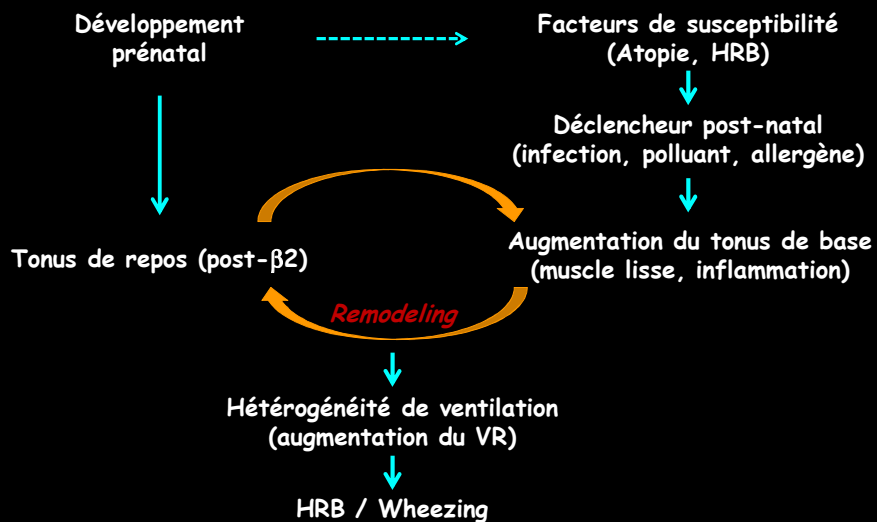 Développement
prénatal
Facteurs de susceptibilité
(Atopie, HRB)
Déclencheur post-natal
(infection, polluant, allergène)
Tonus de repos (post-β2)
Augmentation du tonus de base
(muscle lisse, inflammation)
Remodeling
Hétérogénéité de ventilation
(augmentation du VR)
HRB / Wheezing